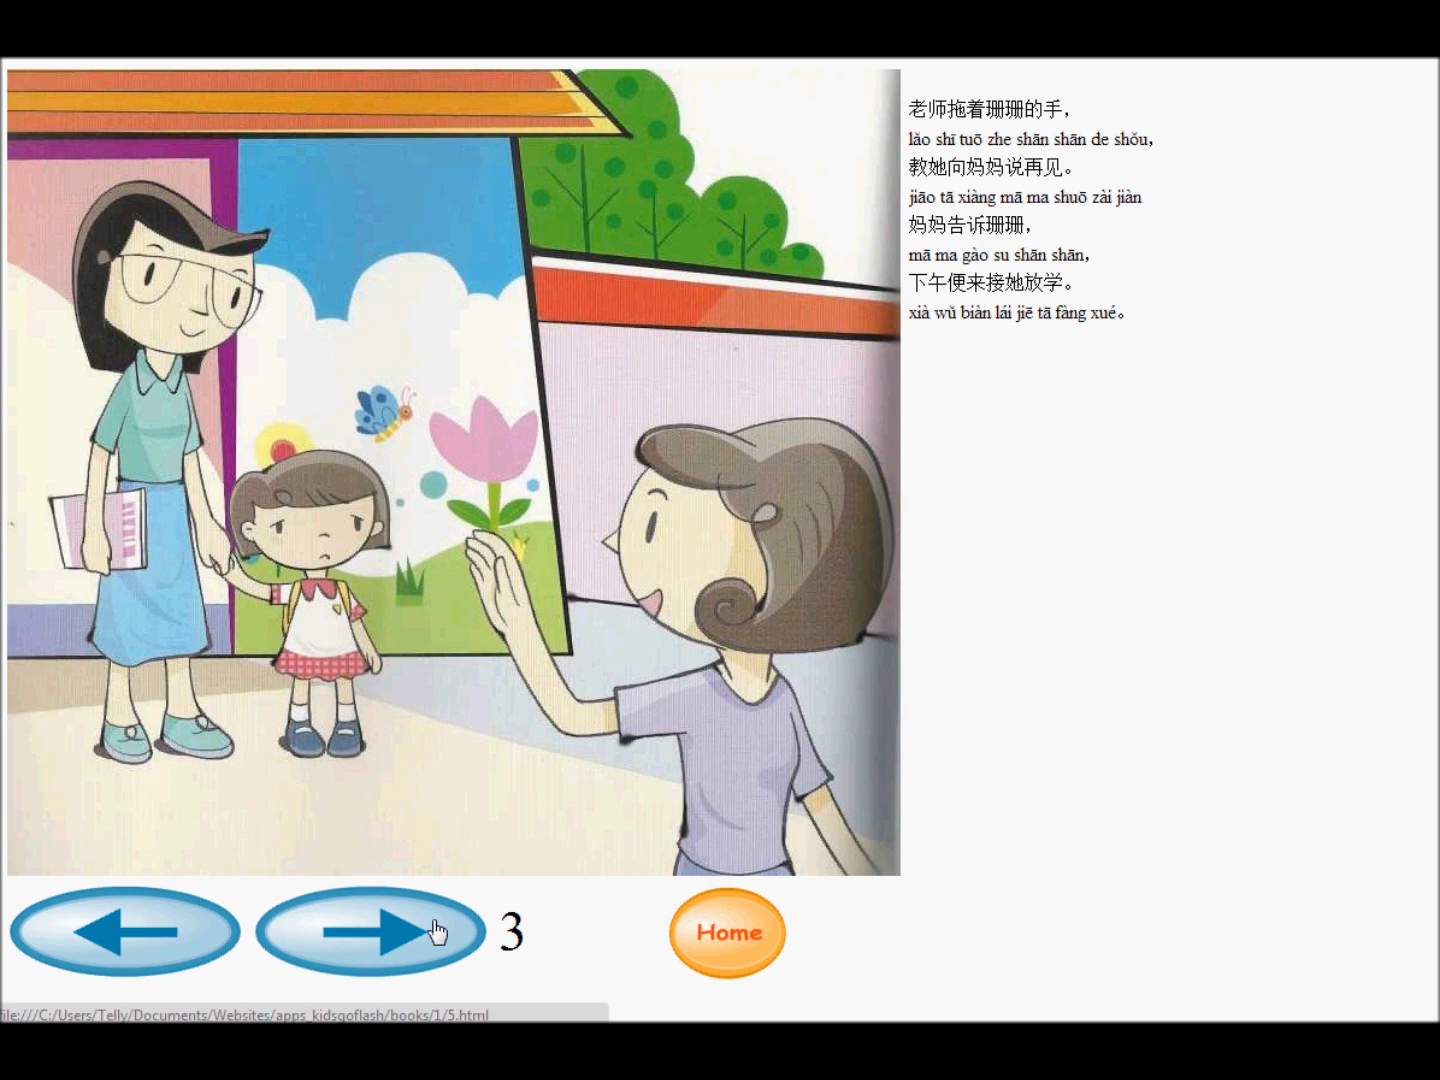 老师拖着珊珊的手，
lǎo shī tuō zhe shān shān de shǒu，
教她向妈妈说再见。
jiāo tā xiàng mā ma shuō zài jiàn
妈妈告诉珊珊，
mā ma gào su shān shān，
下午便来接她放学。
xià wǔ biàn lái jiē tā fàng xué。
3
Home
file:///C:/Users/Telly/Documents/Websites/apps_kidsgoflash/books/1/5.html